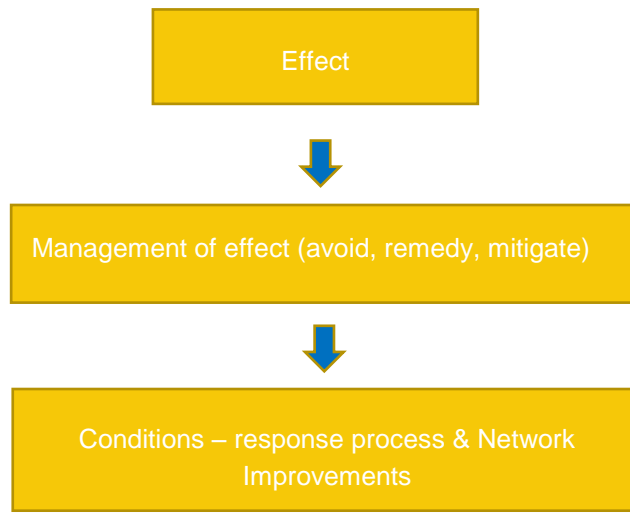 Effect
Management of effect (avoid, remedy, mitigate)
Conditions – response process & Network
Improvements